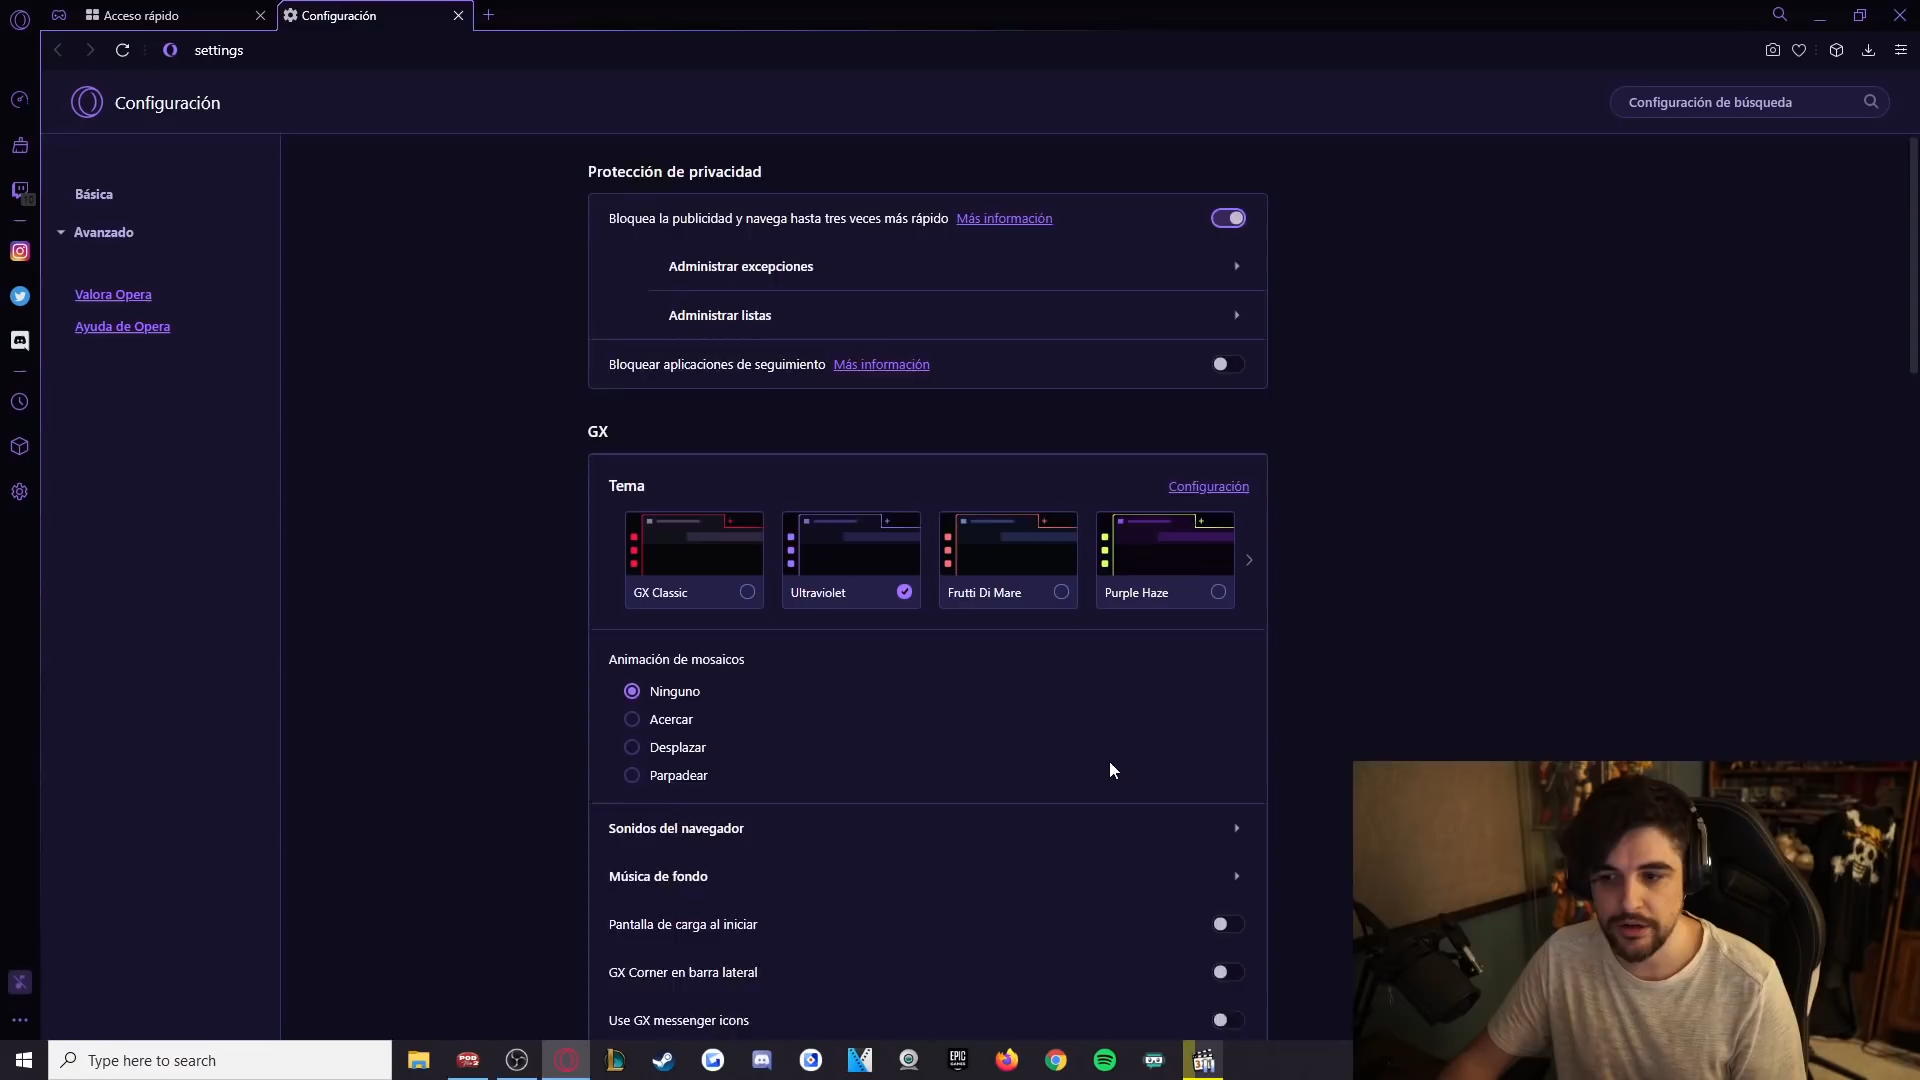 Acceso rápido
Configuración
settings
Configuración
Configuración de búsqueda
Básica
Avanzado
Valora Opera
Ayuda de Opera
Protección de privacidad
Bloquea la publicidad y navega hasta tres veces más rápido Más información
Administrar excepciones
Administrar listas
Bloquear aplicaciones de seguimiento Más información
GX
Tema
Configuración
GX Classic
Ultraviolet
Frutti Di Mare
Purple Haze
Animación de mosaicos
Ninguno
Acercar
Desplazar
Parpadear
Sonidos del navegador
Música de fondo
Pantalla de carga al iniciar
GX Corner en barra lateral
Use GX messenger icons
Type here to search
EPIC